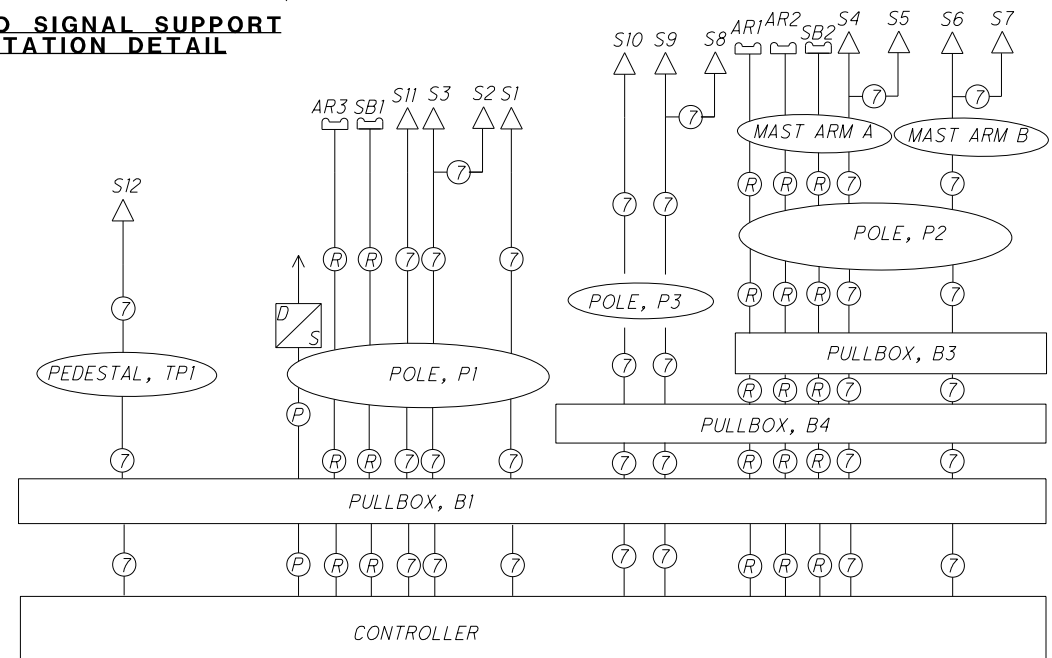 SIGNAL SUPPORT
DETAIL
S10 S9 S8 AR1 AR2 SB2 S4 S5 S6 S7
AR3 SB1 S11 S3 S2 S1
7 7
7
MAST ARM A MAST ARM B
7
S12
R R R 7 7
7 7
POLE, P2
R R 7 7 7
R R R 7 7
7
D
S
POLE, P3
PULLBOX, B3
PEDESTAL, TP1
POLE, P1
7 7
R R R 7 7
P
PULLBOX, B4
7 R R 7 7 7 7 7 R R R 7 7
PULLBOX, B1
7 P R R 7 7 7 7 7 R R R 7 7
CONTROLLER